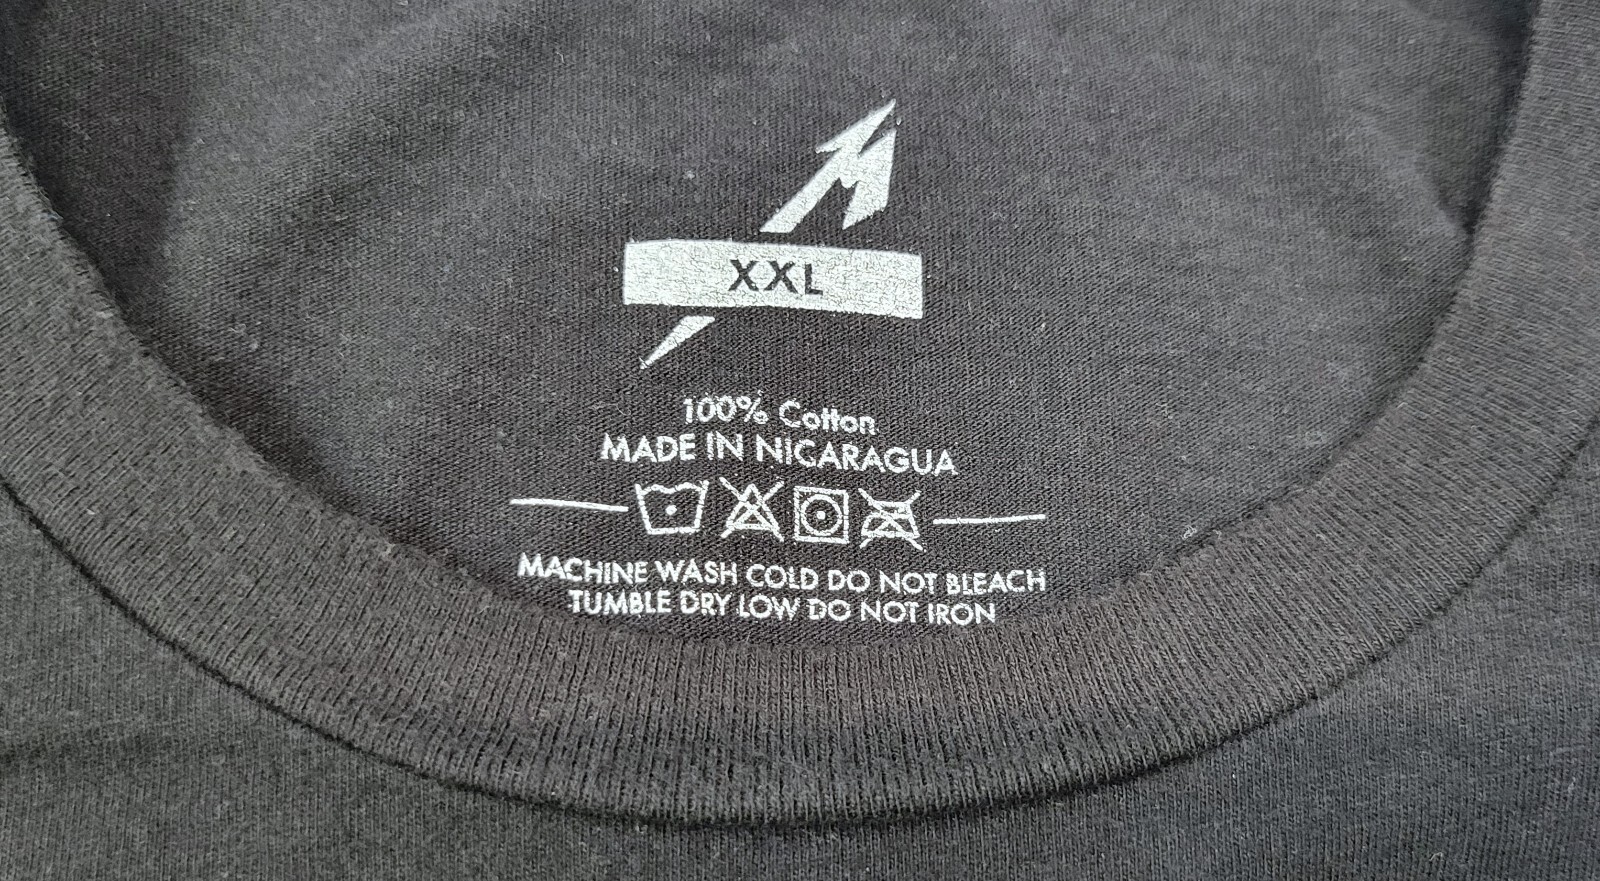 XXL
100% Cotton
MADE IN NICARAGUA
MACHINE WASH COLD DO NOT BLEACH
TUMBLE DRY LOW DO NOT IRON